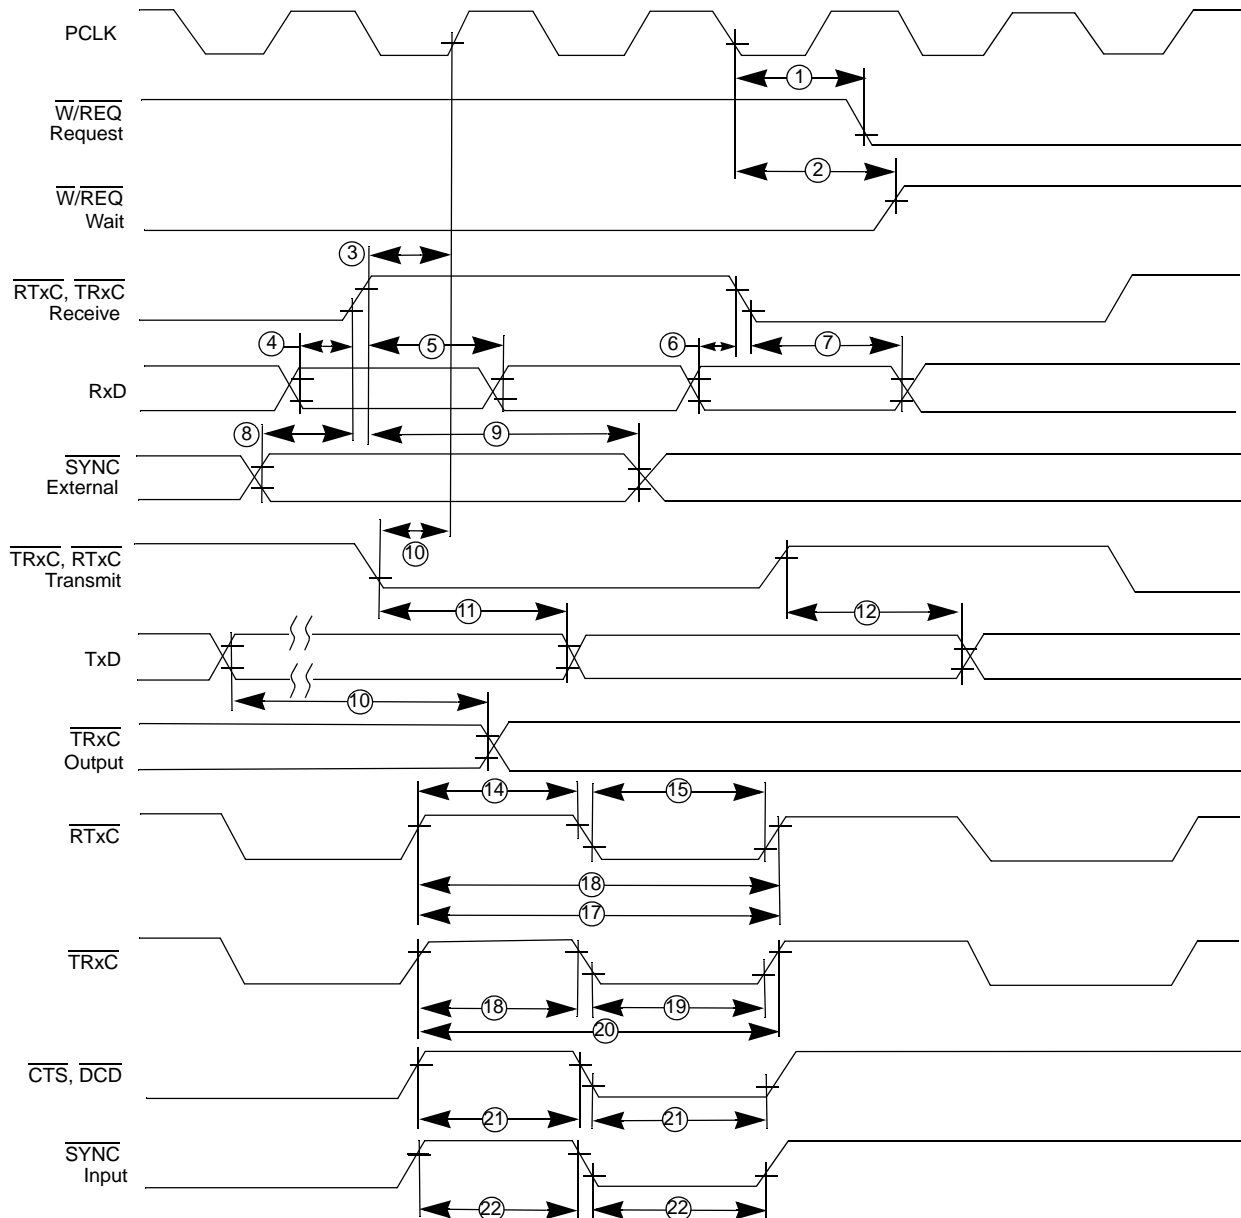 PCLK
1
W/REQ
Request
2
W/REQ
Wait
3
RTxC, TRxC
Receive
4
5
6
7
RxD
8
9
SYNC
External
10
TRxC, RTxC
Transmit
11
12
TxD
10
TRxC
Output
14
15
RTxC
18
17
TRxC
18
19
20
CTS, DCD
21
21
SYNC
Input
22
22